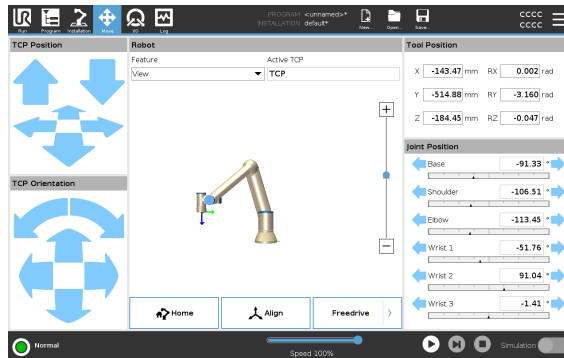 UR
PROGRAM <unnamed>*
INSTALLATION default*
CCCC
CCCC
Run Program Installation Move I/O Log New... Open... Save...
TCP Position
Robot
Tool Position
Feature Active TCP
View TCP
X -143.47 mm RX 0.002 rad
Y -514.88 mm RY -3.160 rad
Z -184.45 mm RZ -0.047 rad
Joint Position
Base -91.33 °
Shoulder -106.51 °
TCP Orientation
Elbow -113.45 °
Wrist 1 -51.76 °
Wrist 2 91.04 °
Wrist 3 -1.41 °
Home Align Freedrive
Normal
Speed 100%
Simulation